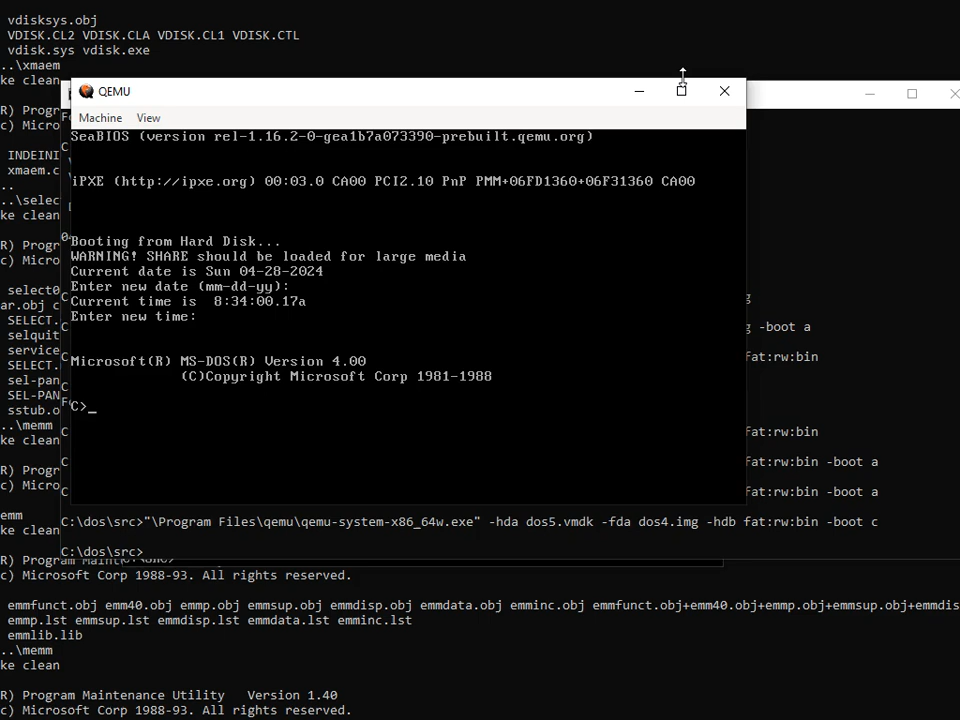 vdisksys.obj
VDISK.CL2 VDISK.CLA VDISK.CL1 VDISK.CTL
vdisk.sys vdisk.exe
..\xmaem
ke clean
QEMU
Machine View
SeaBIOS (version rel-1.16.2-0-gea1b7a073390-prebuilt.qemu.org)
iPXE (http://ipxe.org) 00:03.0 CA00 PCI2.10 PnP PMM+06FD1360+06F31360 CA00
Booting from Hard Disk...
WARNING! SHARE should be loaded for large media
Current date is Sun 04-28-2024
Enter new date (mm-dd-yy):
Current time is  8:34:00.17a
Enter new time:
Microsoft(R) MS-DOS(R) Version 4.00
(C)Copyright Microsoft Corp 1981-1988
C>_
R) Progr
c) Micro
INDEINI
xmaem.c
..
..\selec
ke clean
R) Progr
c) Micro
select0
ar.obj c
SELECT.
selquit
service
SELECT.
sel-pan
SEL-PAN
sstub.o
..\memm
ke clean
R) Progr
c) Micro
emm
ke clean
g
g -boot a
fat:rw:bin
fat:rw:bin
fat:rw:bin -boot a
fat:rw:bin -boot a
C:\dos\src>"\Program Files\qemu\qemu-system-x86_64w.exe" -hda dos5.vmdk -fda dos4.img -hdb fat:rw:bin -boot c
C:\dos\src>
R) Program Maint
c) Microsoft Corp 1988-93. All rights reserved.
emmfunct.obj emm40.obj emmp.obj emmsup.obj emmdisp.obj emmdata.obj emminc.obj emmfunct.obj+emm40.obj+emmp.obj+emmsup.obj+emmdis
emmp.lst emmsup.lst emmdisp.lst emmdata.lst emminc.lst
emmlib.lib
..\memm
ke clean
R) Program Maintenance Utility   Version 1.40
c) Microsoft Corp 1988-93. All rights reserved.